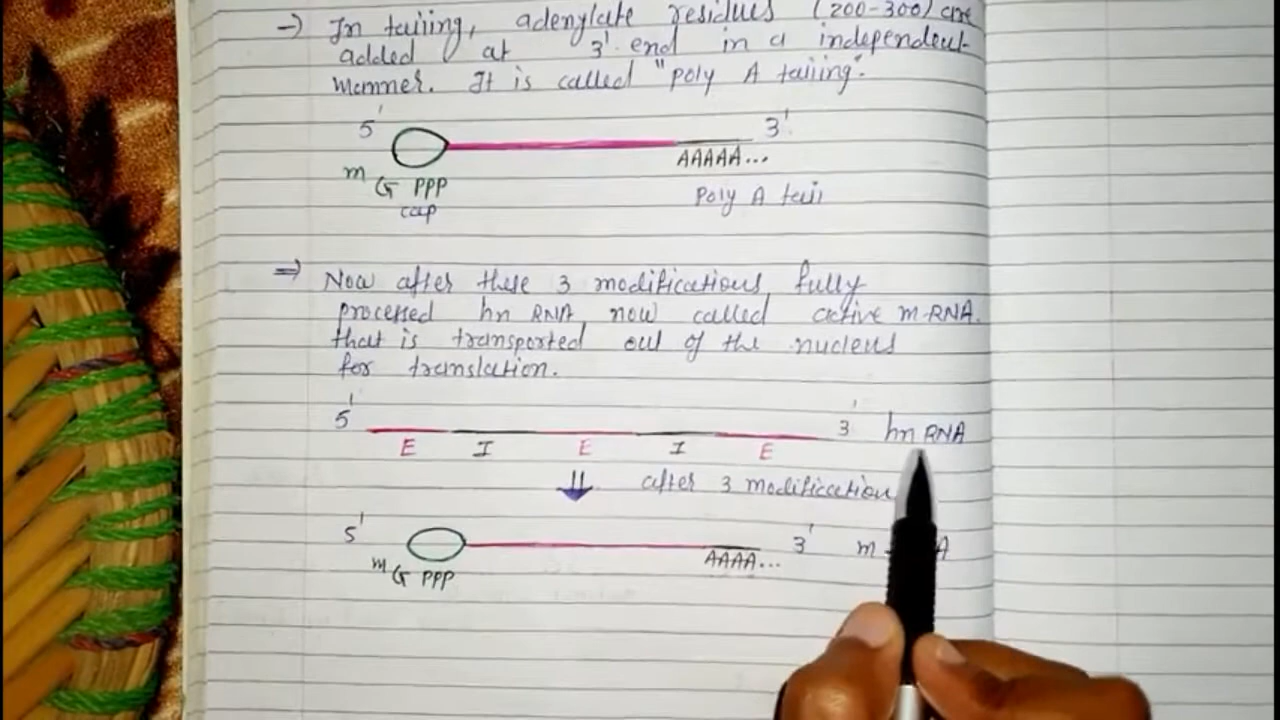 → In tailing, adenylate residues (200-300) are
added at 3' end in a independent
manner. It is called "poly A tailing".
5' 3'
AAAAA...
m G PPP
cap
Poly A tail
⇒ Now after these 3 modifications, fully
processed hn RNA now called active m-RNA.
that is transported out of the nucleus
for translation.
5' 3' hn RNA
E I E I E
⇓ after 3 modification
5' 3' m
AAAA...
m G PPP